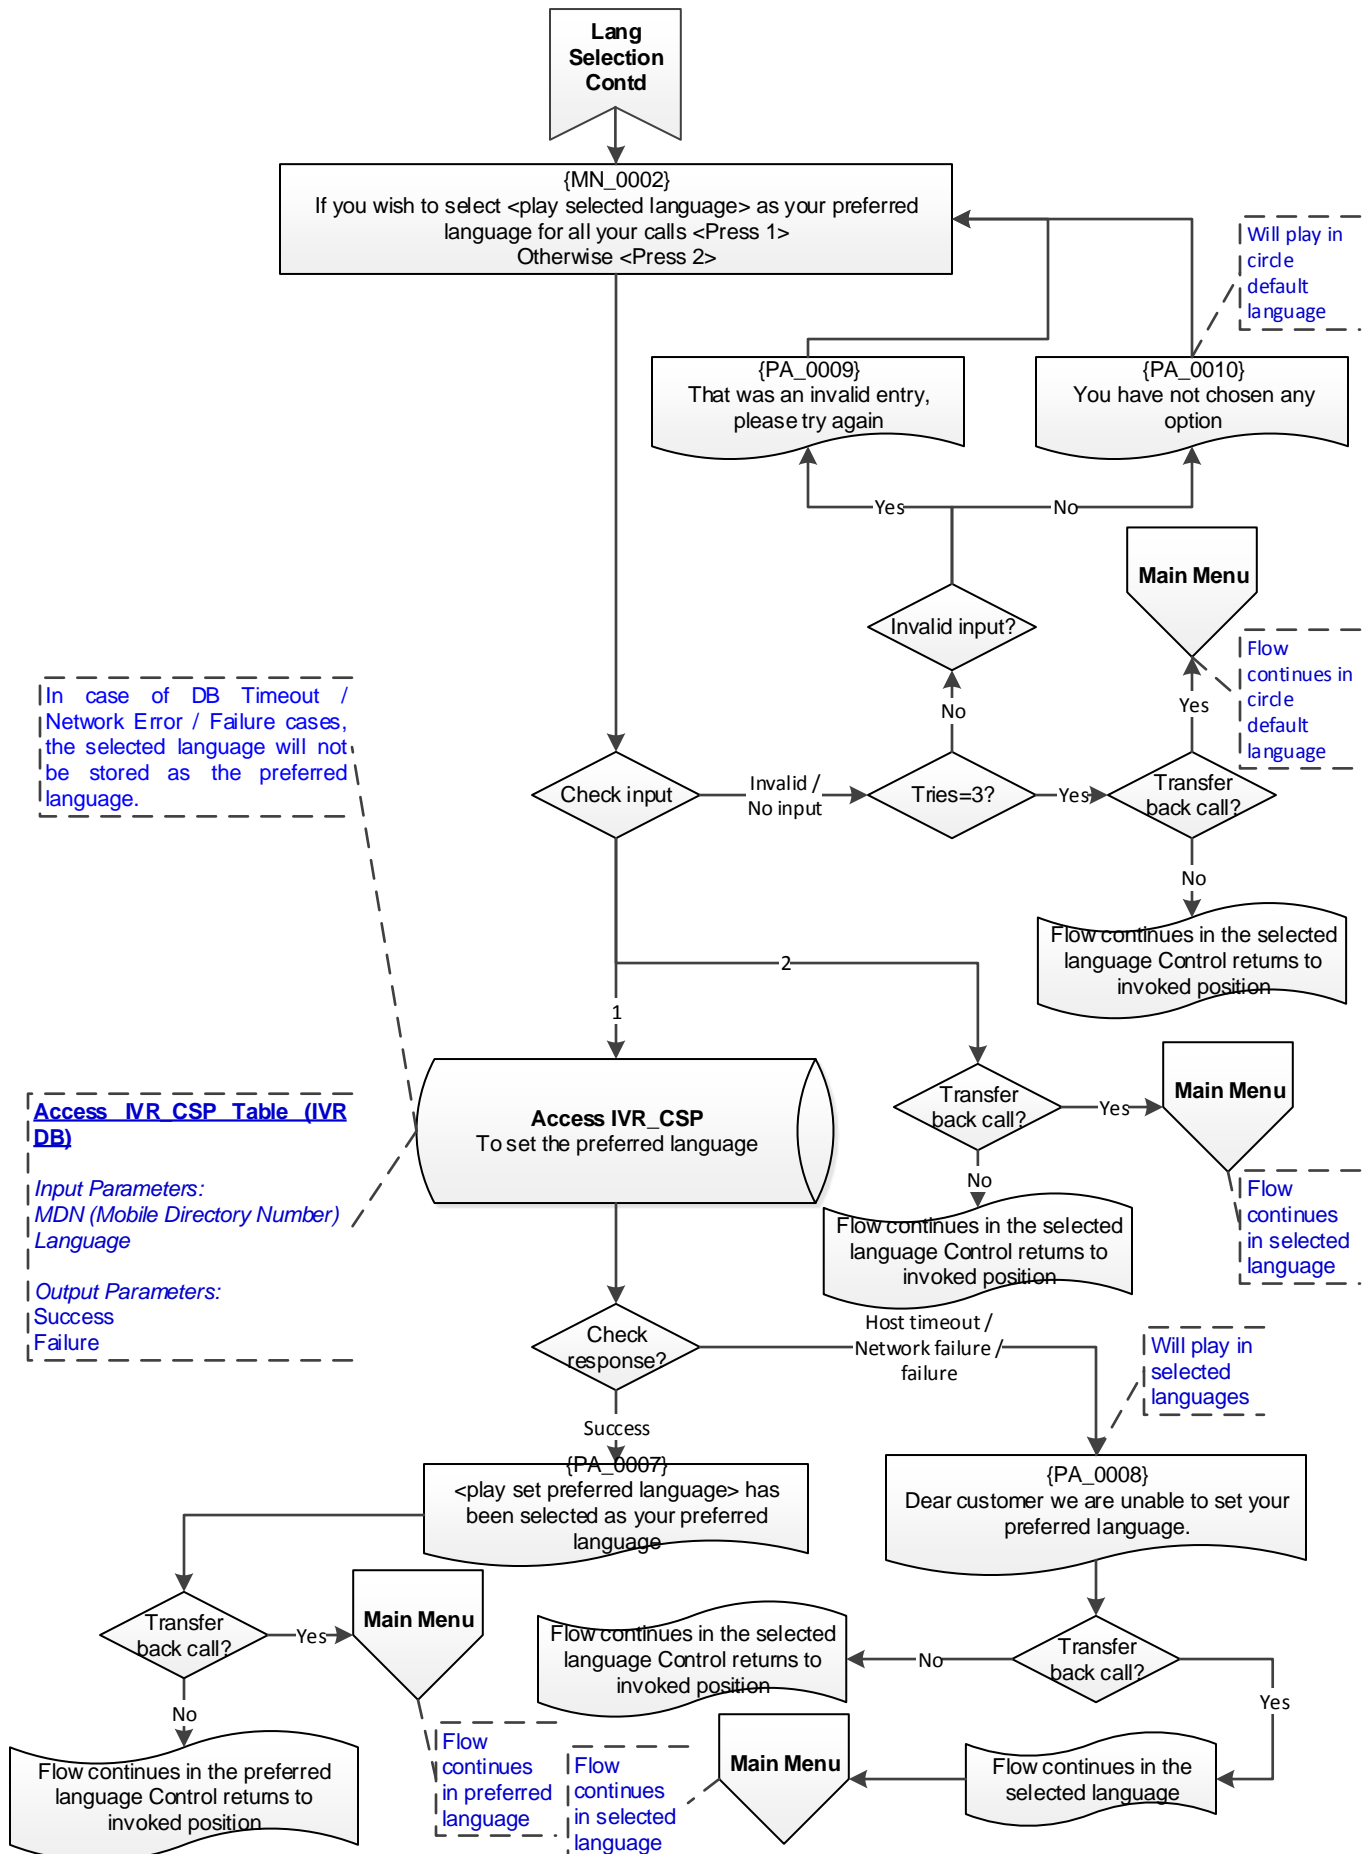 Lang
Selection
Contd
{MN_0002}
If you wish to select <play selected language> as your preferred
language for all your calls <Press 1>
Otherwise <Press 2>
Will play in
circle
default
language
{PA_0009}
That was an invalid entry,
please try again
{PA_0010}
You have not chosen any
option
Yes
No
Main Menu
Invalid input?
Flow
continues in
circle
default
language
Yes
No
In case of DB Timeout /
Network Error / Failure cases,
the selected language will not
be stored as the preferred
language.
Check input
Invalid /
No input
Tries=3?
Yes
Transfer
back call?
No
Flow continues in the selected
language Control returns to
invoked position
2
1
Access IVR_CSP
To set the preferred language
Transfer
back call?
Yes
Main Menu
No
Flow
continues
in selected
language
Flow continues in the selected
language Control returns to
invoked position
Access IVR_CSP Table (IVR
DB)
Input Parameters:
MDN (Mobile Directory Number)
Language
Output Parameters:
Success
Failure
Check
response?
Host timeout /
Network failure /
failure
Will play in
selected
languages
Success
{PA_0007}
<play set preferred language> has
been selected as your preferred
language
{PA_0008}
Dear customer we are unable to set your
preferred language.
Transfer
back call?
Yes
Main Menu
No
Flow continues in the preferred
language Control returns to
invoked position
Flow
continues
in preferred
language
Flow continues in the selected
language Control returns to
invoked position
No
Transfer
back call?
Yes
Flow
continues
in selected
language
Main Menu
Flow continues in the
selected language